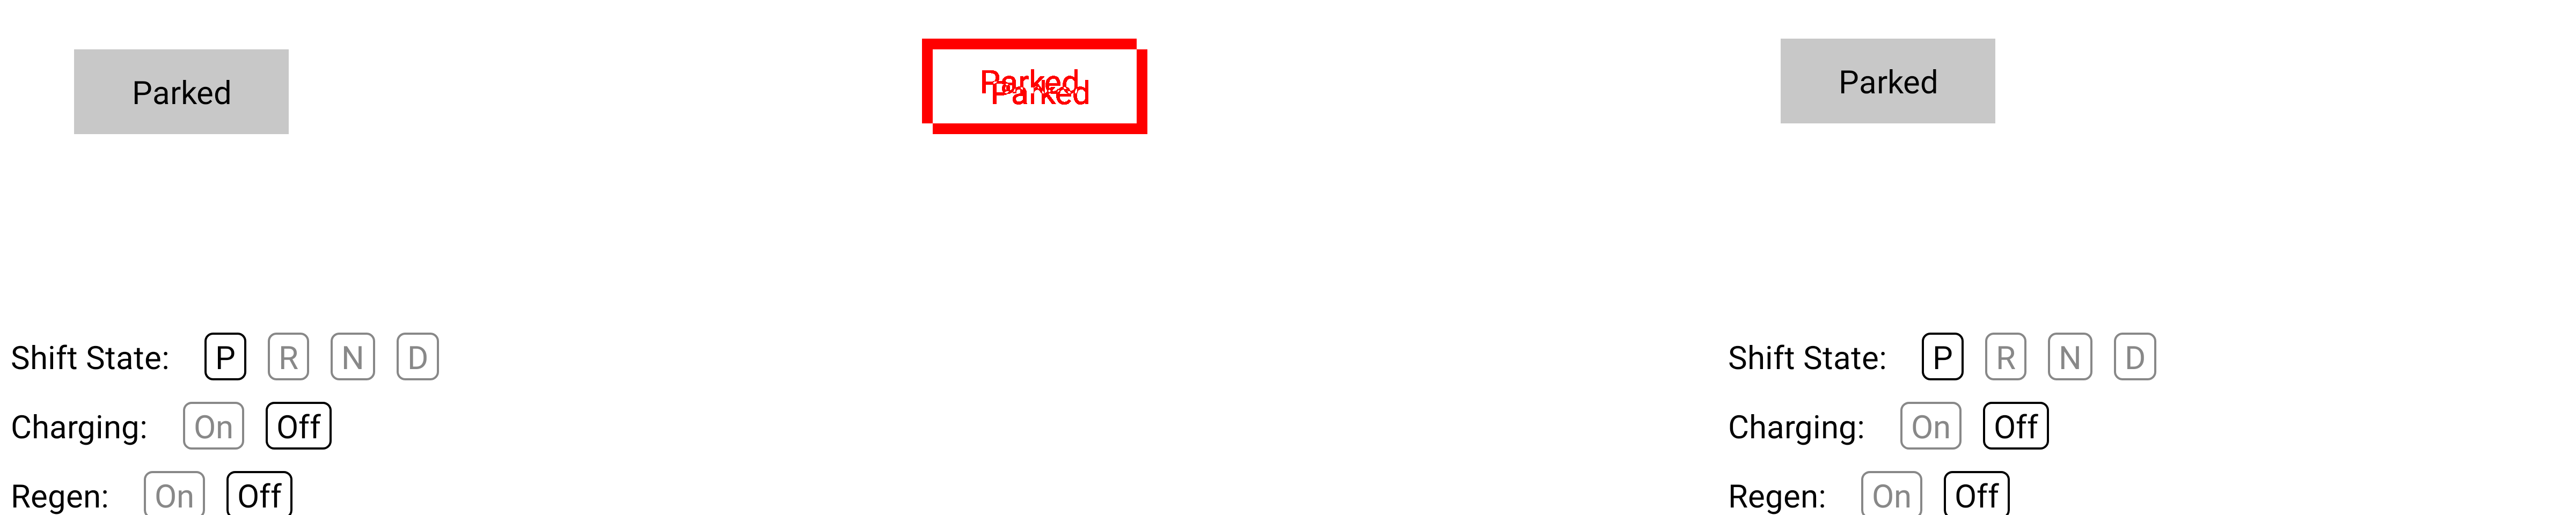 Parked
Parked
Parked
Parked
Shift State: P R N D
Shift State: P R N D
Charging: On Off
Charging: On Off
Regen: On Off
Regen: On Off